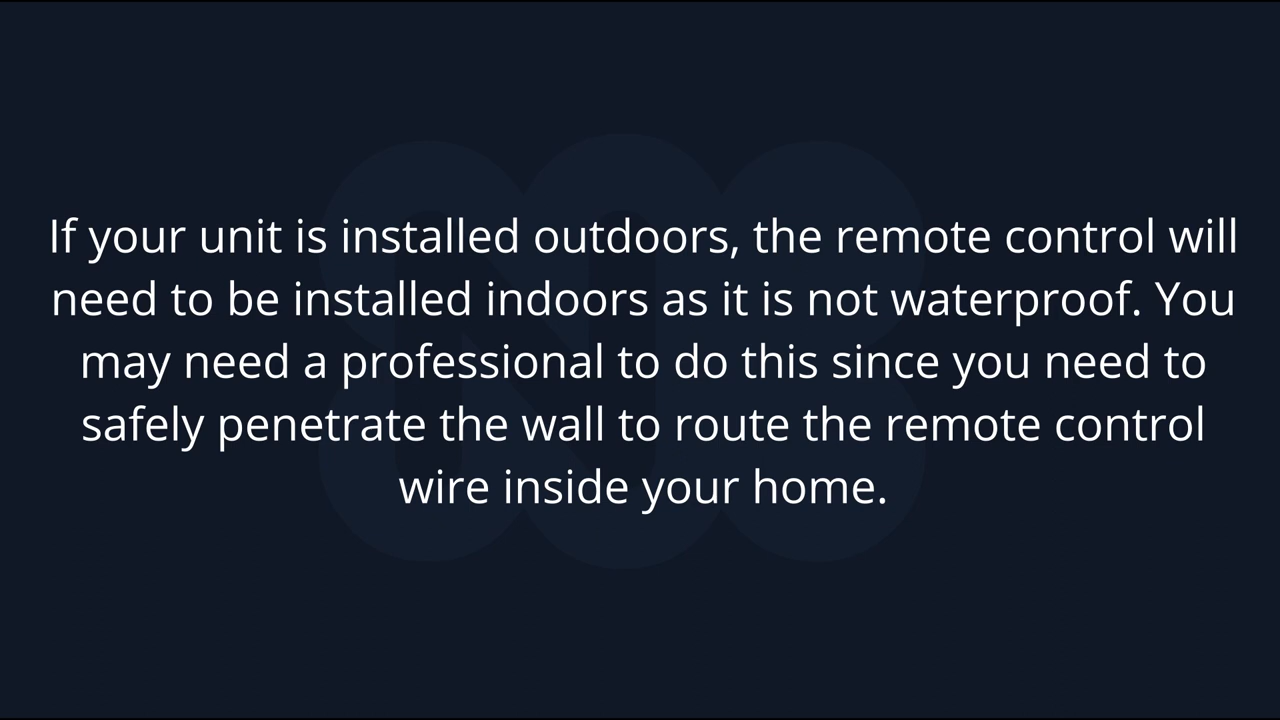 If your unit is installed outdoors, the remote control will
need to be installed indoors as it is not waterproof. You
may need a professional to do this since you need to
safely penetrate the wall to route the remote control
wire inside your home.